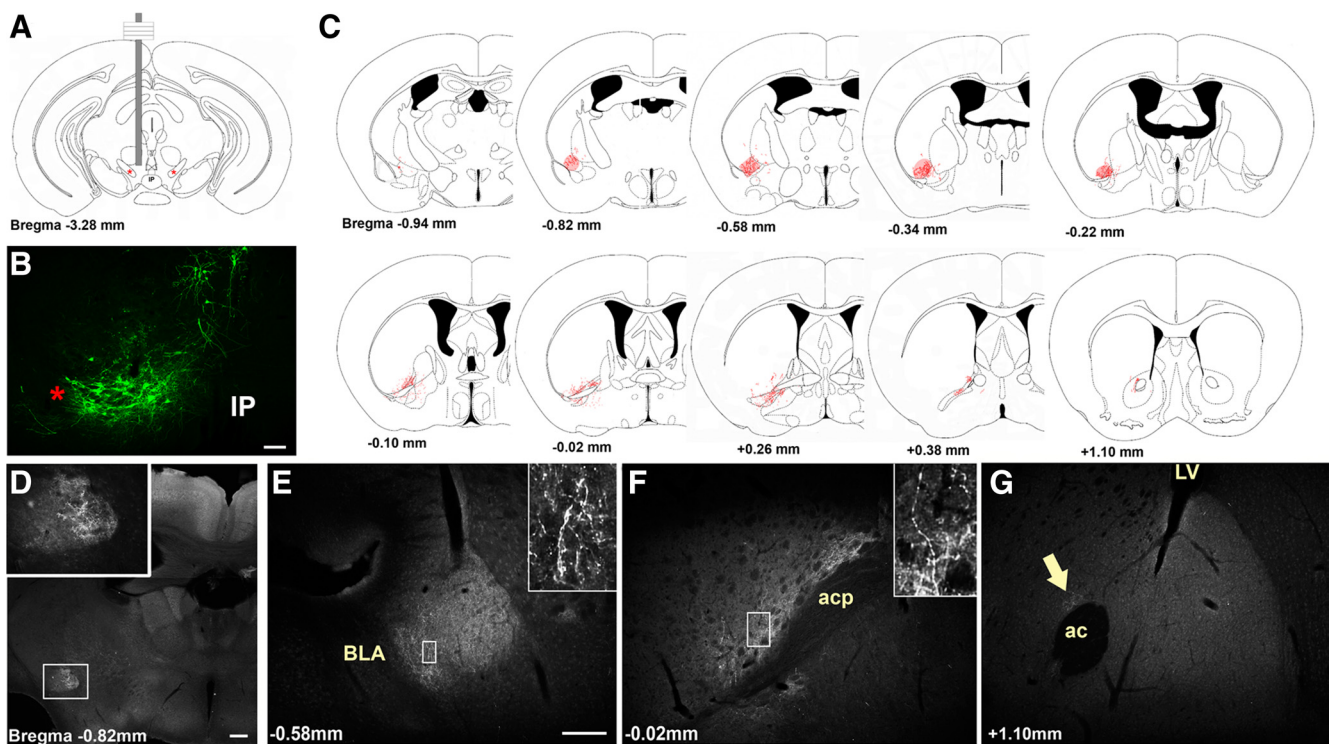 A
IP
Bregma -3.28 mm
B
*
IP
C
Bregma -0.94 mm
-0.82 mm
-0.58 mm
-0.34 mm
-0.22 mm
-0.10 mm
-0.02 mm
+0.26 mm
+0.38 mm
+1.10 mm
D
Bregma -0.82mm
E
BLA
-0.58mm
F
acp
-0.02mm
G
LV
ac
+1.10mm